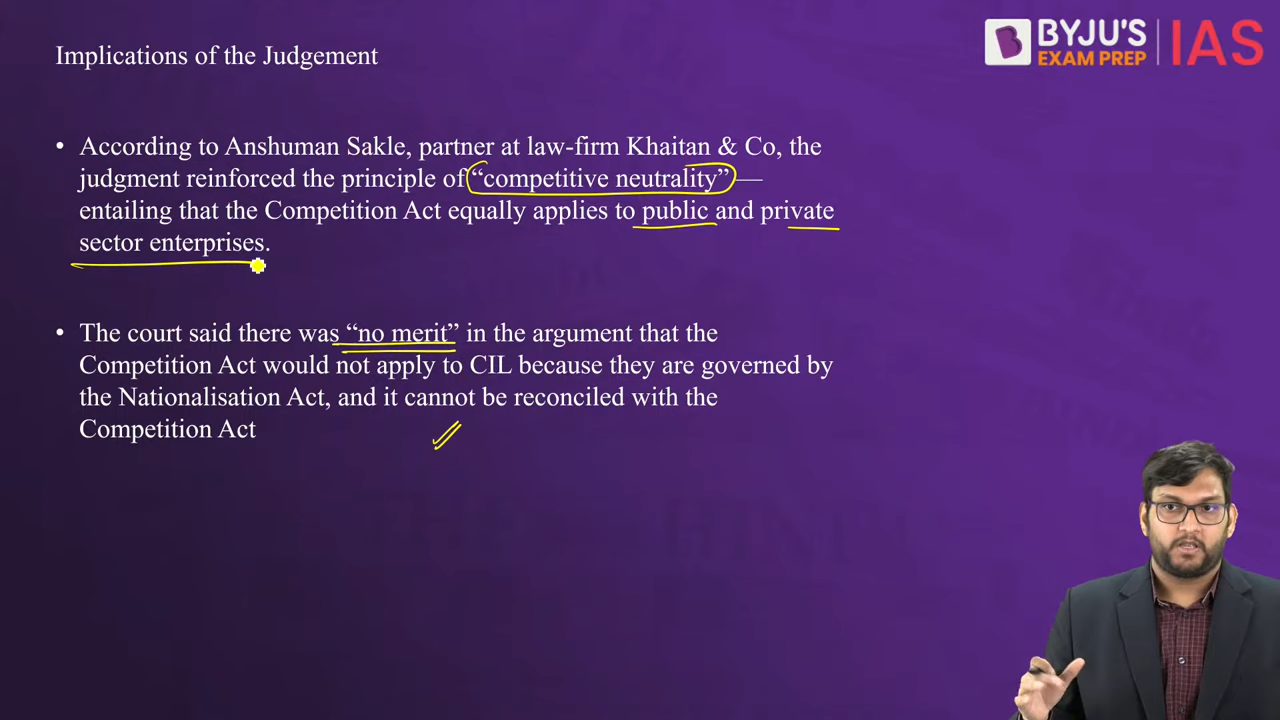 Implications of the Judgement
BYJU'S
EXAM PREP
IAS
• According to Anshuman Sakle, partner at law-firm Khaitan & Co, the
judgment reinforced the principle of “competitive neutrality”—
entailing that the Competition Act equally applies to public and private
sector enterprises.
• The court said there was “no merit” in the argument that the
Competition Act would not apply to CIL because they are governed by
the Nationalisation Act, and it cannot be reconciled with the
Competition Act